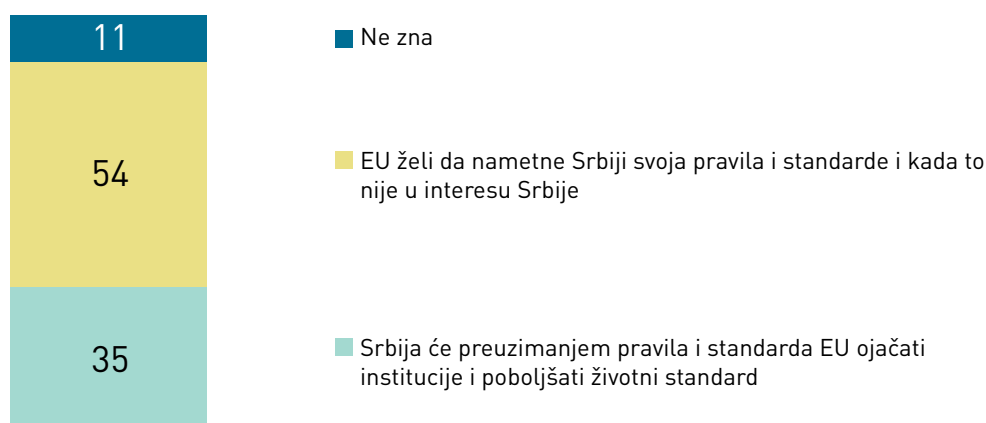 11
Ne zna
54
EU želi da nametne Srbiji svoja pravila i standarde i kada to
nije u interesu Srbije
35
Srbija će preuzimanjem pravila i standarda EU ojačati
institucije i poboljšati životni standard